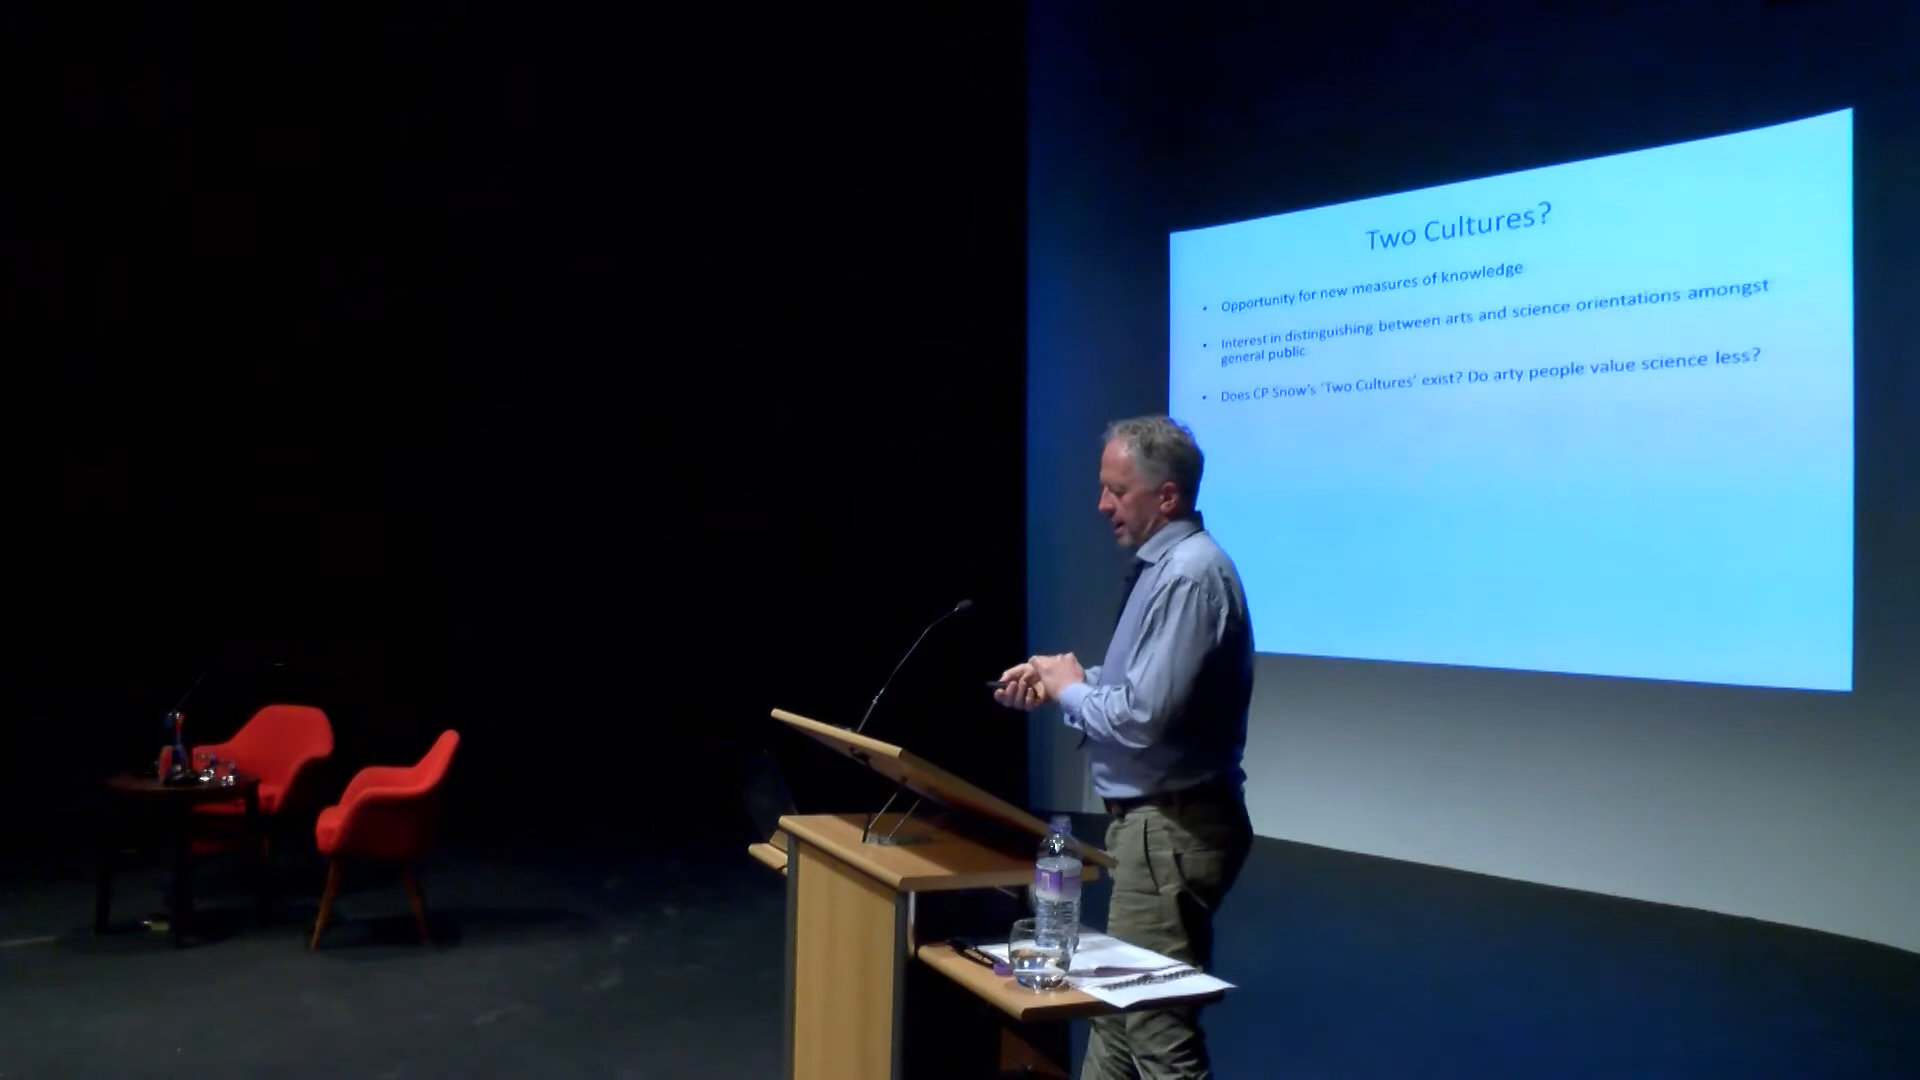 Two Cultures?
• Opportunity for new measures of knowledge
• Interest in distinguishing between arts and science orientations amongst
general public
• Does CP Snow's 'Two Cultures' exist? Do arty people value science less?